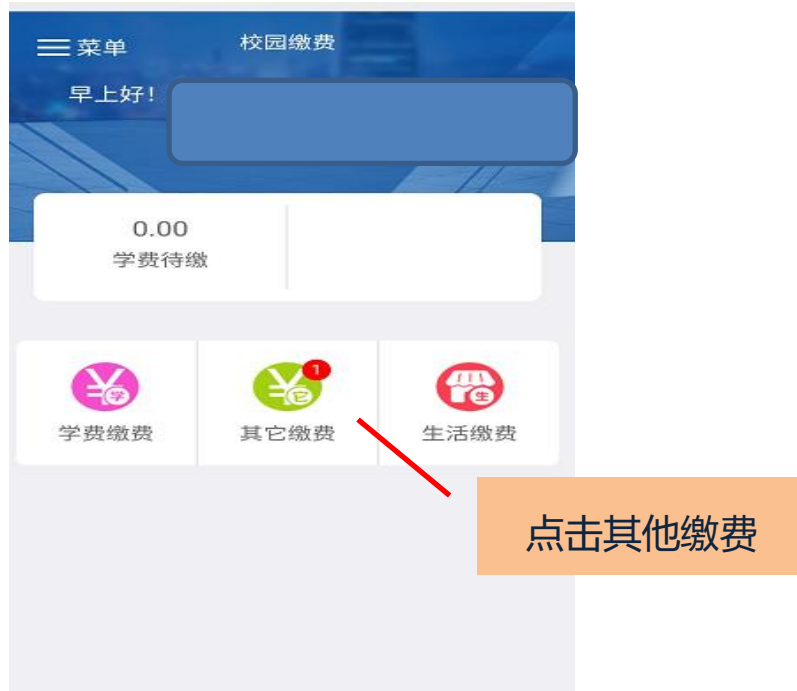 菜单
校园缴费
早上好!
0.00
学费待缴
¥学
¥它
1
生
学费缴费
其它缴费
生活缴费
点击其他缴费